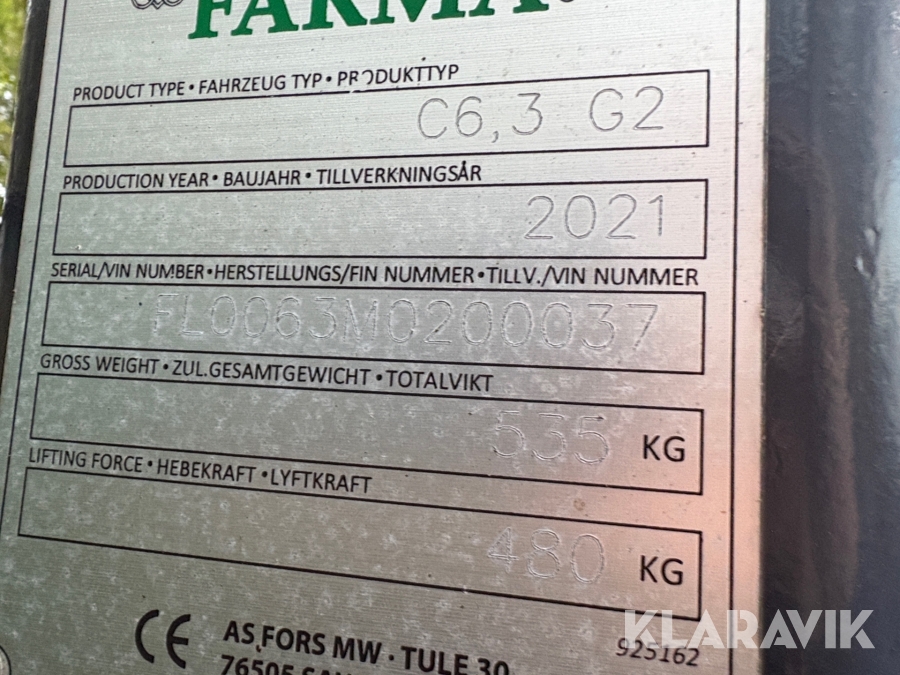 FARMA
PRODUCT TYPE • FAHRZEUG TYP • PRODUKTTYP
C6,3 G2
PRODUCTION YEAR • BAUJAHR • TILLVERKNINGSÅR
2021
SERIAL/VIN NUMBER • HERSTELLUNGS/FIN NUMMER • TILLV./VIN NUMMER
FL0063M0200037
GROSS WEIGHT • ZUL.GESAMTGEWICHT • TOTALVIKT
535 KG
LIFTING FORCE • HEBEKRAFT • LYFTKRAFT
480 KG
CE AS FORS MW · TULE 30
76505
925162
KLARAVIK